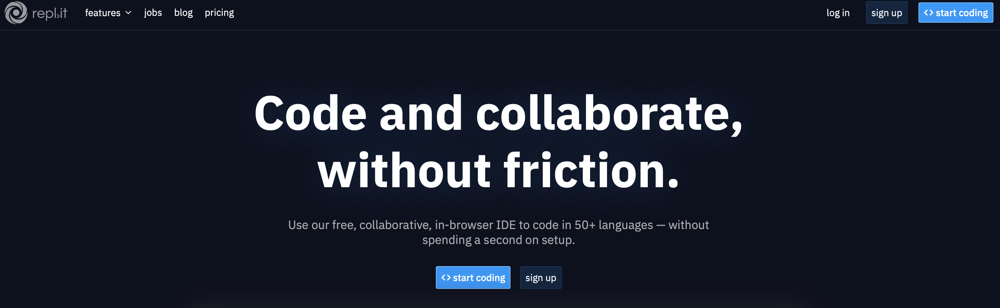 repl.it features jobs blog pricing log in sign up <> start coding
Code and collaborate,
without friction.
Use our free, collaborative, in-browser IDE to code in 50+ languages — without
spending a second on setup.
<> start coding sign up